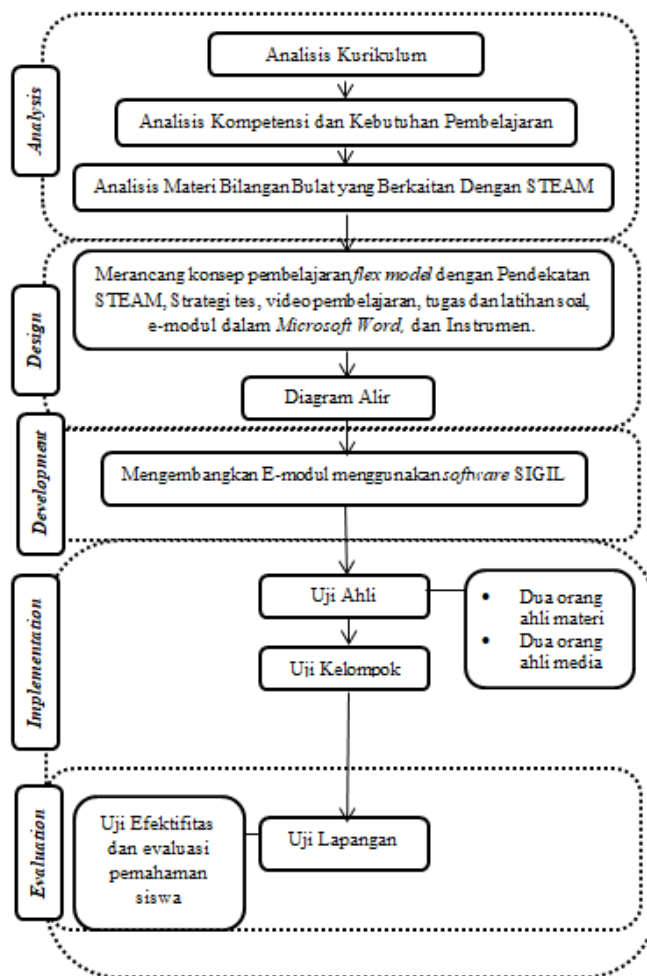 Analysis
Analisis Kurikulum
Analisis Kompetensi dan Kebutuhan Pembelajaran
Analisis Materi Bilangan Bulat yang Berkaitan Dengan STEAM
Design
Merancang konsep pembelajaran flex model dengan Pendekatan
STEAM, Strategi tes, video pembelajaran, tugas dan latihan soal,
e-modul dalam Microsoft Word, dan Instrumen.
Diagram Alir
Development
Mengembangkan E-modul menggunakan software SIGIL
Implementation
Uji Ahli
• Dua orang
ahli materi
• Dua orang
ahli media
Uji Kelompok
Evaluation
Uji Efektifitas
dan evaluasi
pemahaman
siswa
Uji Lapangan